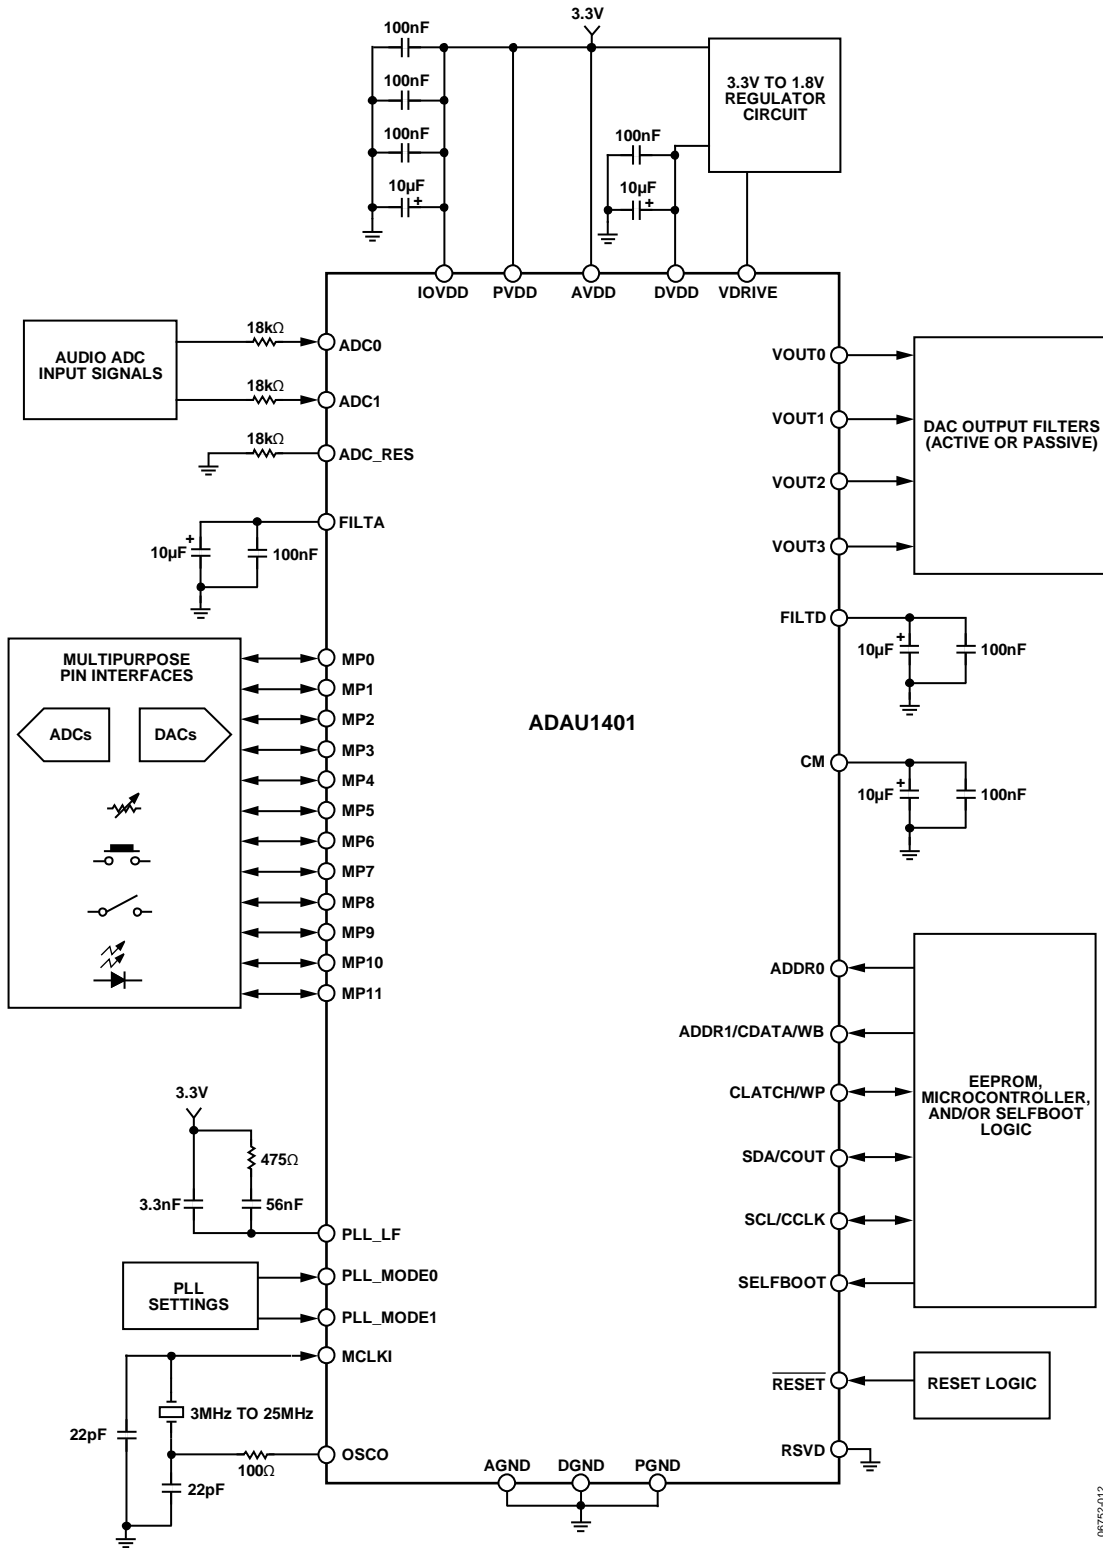 3.3V
100nF
100nF
100nF
10µF
3.3V TO 1.8V
REGULATOR
CIRCUIT
100nF
10µF
IOVDD
PVDD
AVDD
DVDD
VDRIVE
AUDIO ADC
INPUT SIGNALS
18kΩ
ADC0
18kΩ
ADC1
18kΩ
ADC_RES
FILTA
+
10µF
100nF
MULTIPURPOSE
PIN INTERFACES
ADCs
DACs
MP0
MP1
MP2
MP3
MP4
MP5
MP6
MP7
MP8
MP9
MP10
MP11
ADAU1401
VOUT0
VOUT1
VOUT2
VOUT3
DAC OUTPUT FILTERS
(ACTIVE OR PASSIVE)
FILTD
+
10µF
100nF
CM
+
10µF
100nF
ADDR0
ADDR1/CDATA/WB
CLATCH/WP
SDA/COUT
SCL/CCLK
SELFBOOT
EEPROM,
MICROCONTROLLER,
AND/OR SELFBOOT
LOGIC
3.3V
475Ω
3.3nF
56nF
PLL_LF
PLL
SETTINGS
PLL_MODE0
PLL_MODE1
MCLKI
3MHz TO 25MHz
22pF
100Ω
OSCO
22pF
RESET
RESET LOGIC
RSVD
AGND
DGND
PGND
06752-012